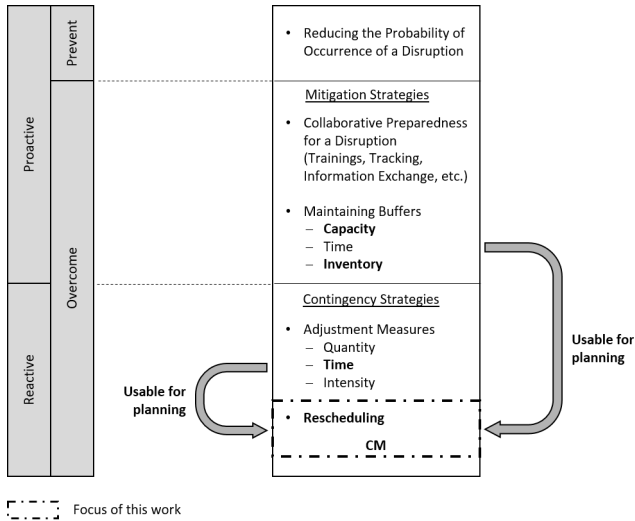 Prevent
Proactive
Overcome
Reactive
• Reducing the Probability of
Occurrence of a Disruption
Mitigation Strategies
• Collaborative Preparedness
for a Disruption
(Trainings, Tracking,
Information Exchange, etc.)
• Maintaining Buffers
– Capacity
– Time
– Inventory
Contingency Strategies
• Adjustment Measures
– Quantity
– Time
– Intensity
• Rescheduling
CM
Usable for
planning
Usable for
planning
Focus of this work